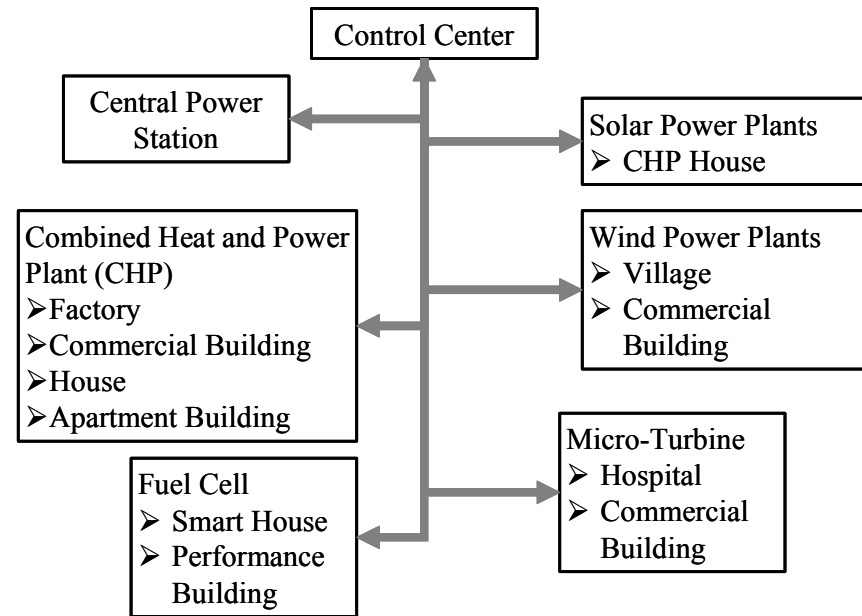 Control Center
Central Power
Station
Solar Power Plants
➢ CHP House
Combined Heat and Power
Plant (CHP)
➢Factory
➢Commercial Building
➢House
➢Apartment Building
Wind Power Plants
➢ Village
➢ Commercial
Building
Fuel Cell
➢ Smart House
➢ Performance
Building
Micro-Turbine
➢ Hospital
➢ Commercial
Building